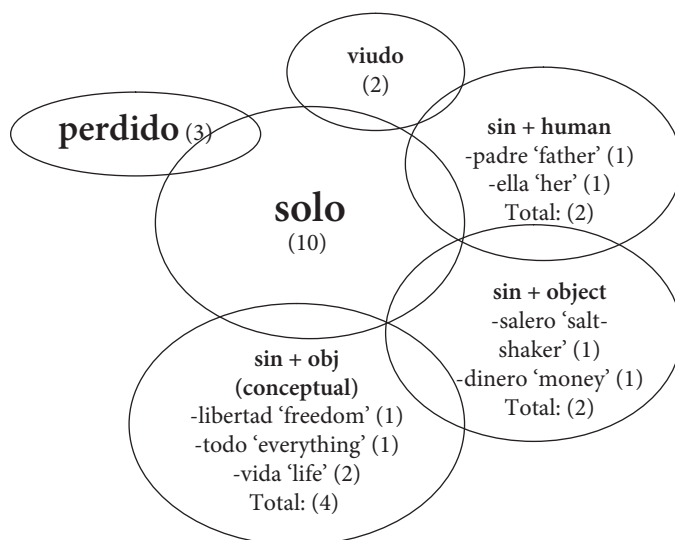 viudo
(2)
perdido (3)
sin + human
-padre ‘father’ (1)
-ella ‘her’ (1)
Total: (2)
solo
(10)
sin + object
-salero ‘salt-
shaker’ (1)
-dinero ‘money’ (1)
Total: (2)
sin + obj
(conceptual)
-libertad ‘freedom’ (1)
-todo ‘everything’ (1)
-vida ‘life’ (2)
Total: (4)